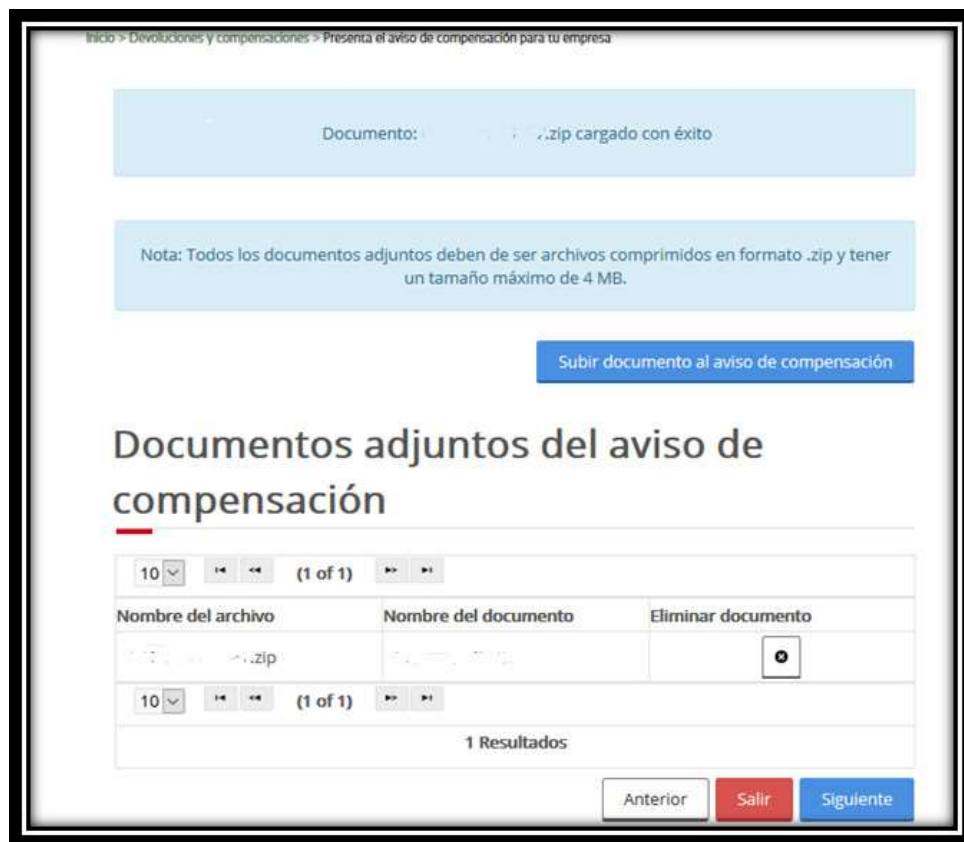 Inicio > Devoluciones y compensaciones > Presenta el aviso de compensación para tu empresa
Documento: .zip cargado con éxito
Nota: Todos los documentos adjuntos deben de ser archivos comprimidos en formato .zip y tener
un tamaño máximo de 4 MB.
Subir documento al aviso de compensación
Documentos adjuntos del aviso de
compensación
10 (1 of 1)
Nombre del archivo Nombre del documento Eliminar documento
.zip
10 (1 of 1)
1 Resultados
Anterior Salir Siguiente